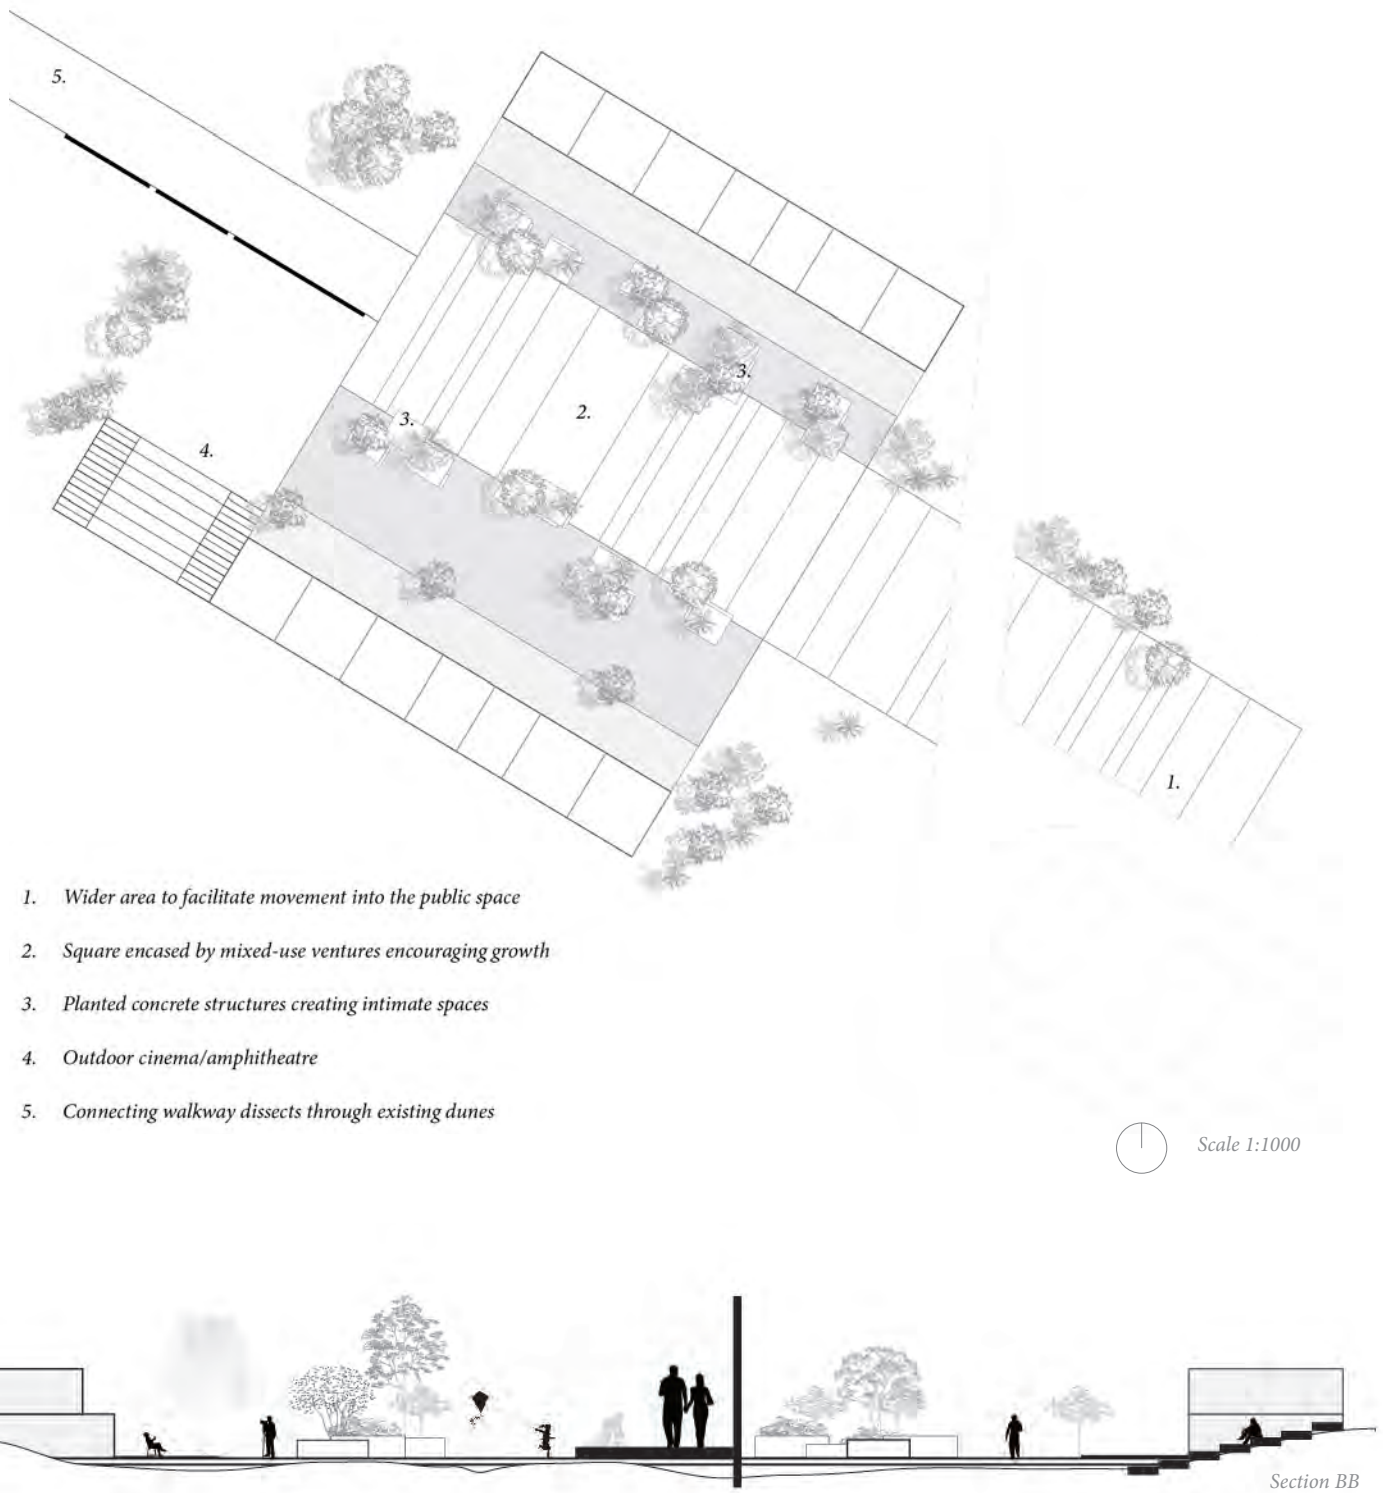 5.
3.
3.
2.
4.
1.
1. Wider area to facilitate movement into the public space
2. Square encased by mixed-use ventures encouraging growth
3. Planted concrete structures creating intimate spaces
4. Outdoor cinema/amphitheatre
5. Connecting walkway dissects through existing dunes
Scale 1:1000
Section BB